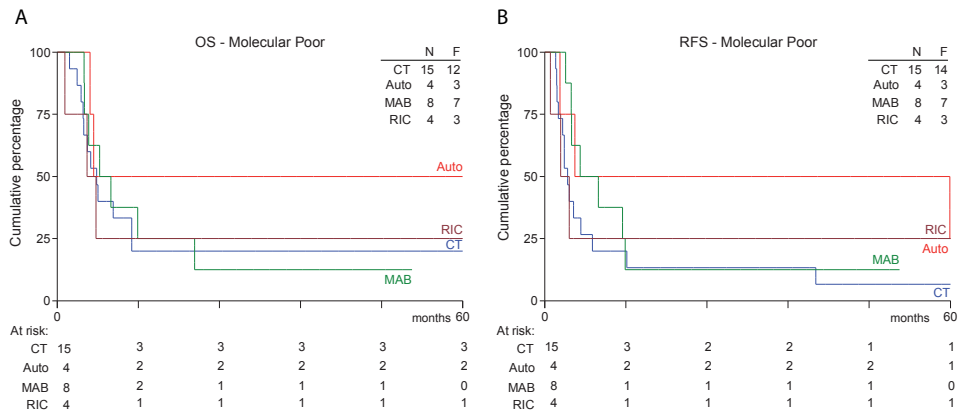 A
OS - Molecular Poor
N F
CT 15 12
Auto 4 3
MAB 8 7
RIC 4 3
Cumulative percentage
100
75
50
25
0
Auto
RIC
CT
MAB
0 months 60
At risk:
CT 15 3 3 3 3 3
Auto 4 2 2 2 2 2
MAB 8 2 1 1 1 0
RIC 4 1 1 1 1 1
B
RFS - Molecular Poor
N F
CT 15 14
Auto 4 3
MAB 8 7
RIC 4 3
Cumulative percentage
100
75
50
25
0
RIC
Auto
MAB
CT
0 months 60
At risk:
CT 15 3 2 2 1 1
Auto 4 2 2 2 2 1
MAB 8 1 1 1 1 0
RIC 4 1 1 1 1 1